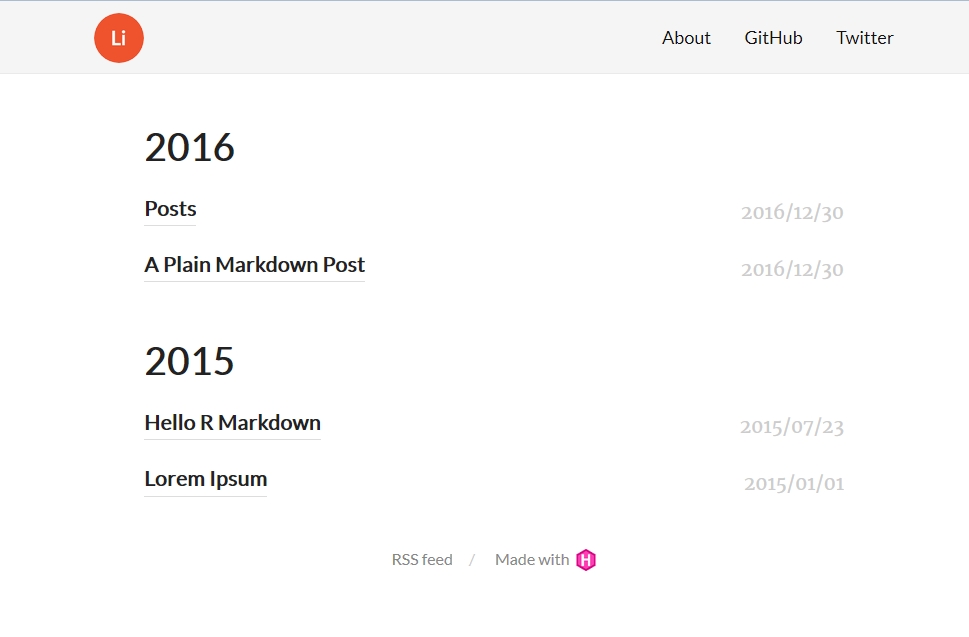 Li About GitHub Twitter
2016
Posts 2016/12/30
A Plain Markdown Post 2016/12/30
2015
Hello R Markdown 2015/07/23
Lorem Ipsum 2015/01/01
RSS feed / Made with H